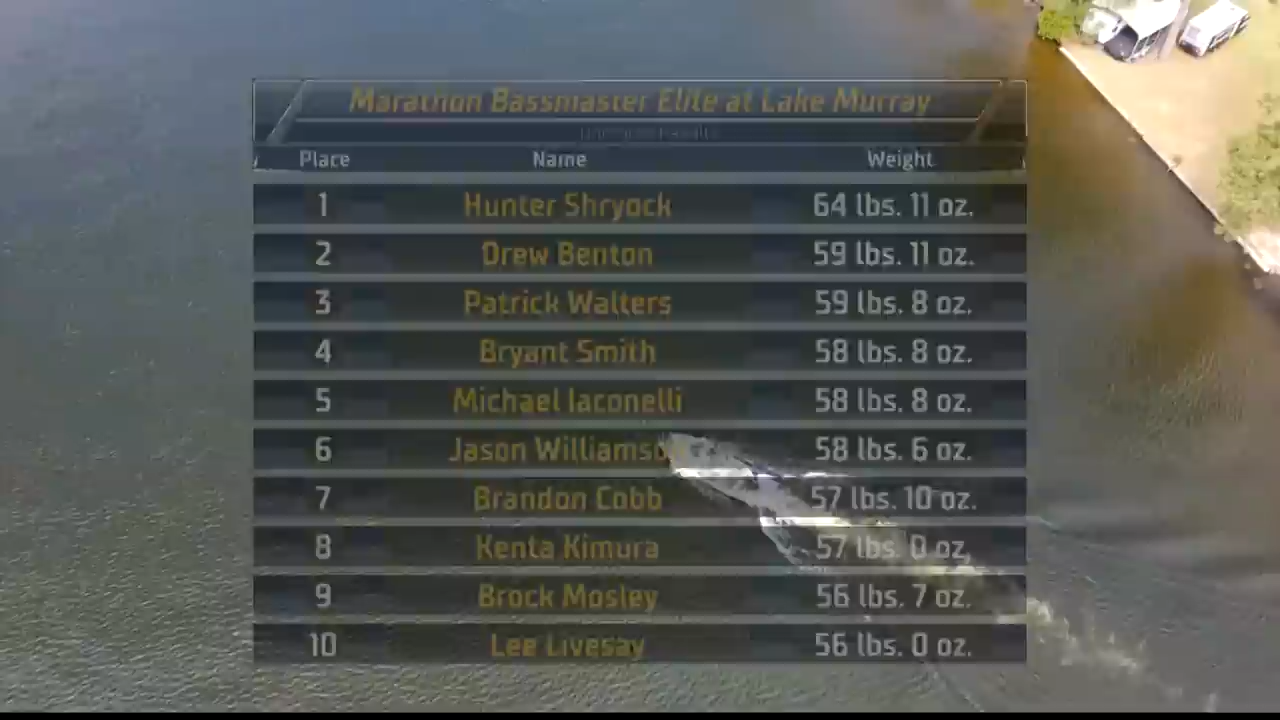 Marathon Bassmaster Elite at Lake Murray
Place Name Weight
1 Hunter Shryock 64 lbs. 11 oz.
2 Drew Benton 59 lbs. 11 oz.
3 Patrick Walters 59 lbs. 8 oz.
4 Bryant Smith 58 lbs. 8 oz.
5 Michael Iaconelli 58 lbs. 8 oz.
6 Jason Williamson 58 lbs. 6 oz.
7 Brandon Cobb 57 lbs. 10 oz.
8 Kenta Kimura 57 lbs. 0 oz.
9 Brock Mosley 56 lbs. 7 oz.
10 Lee Livesay 56 lbs. 0 oz.